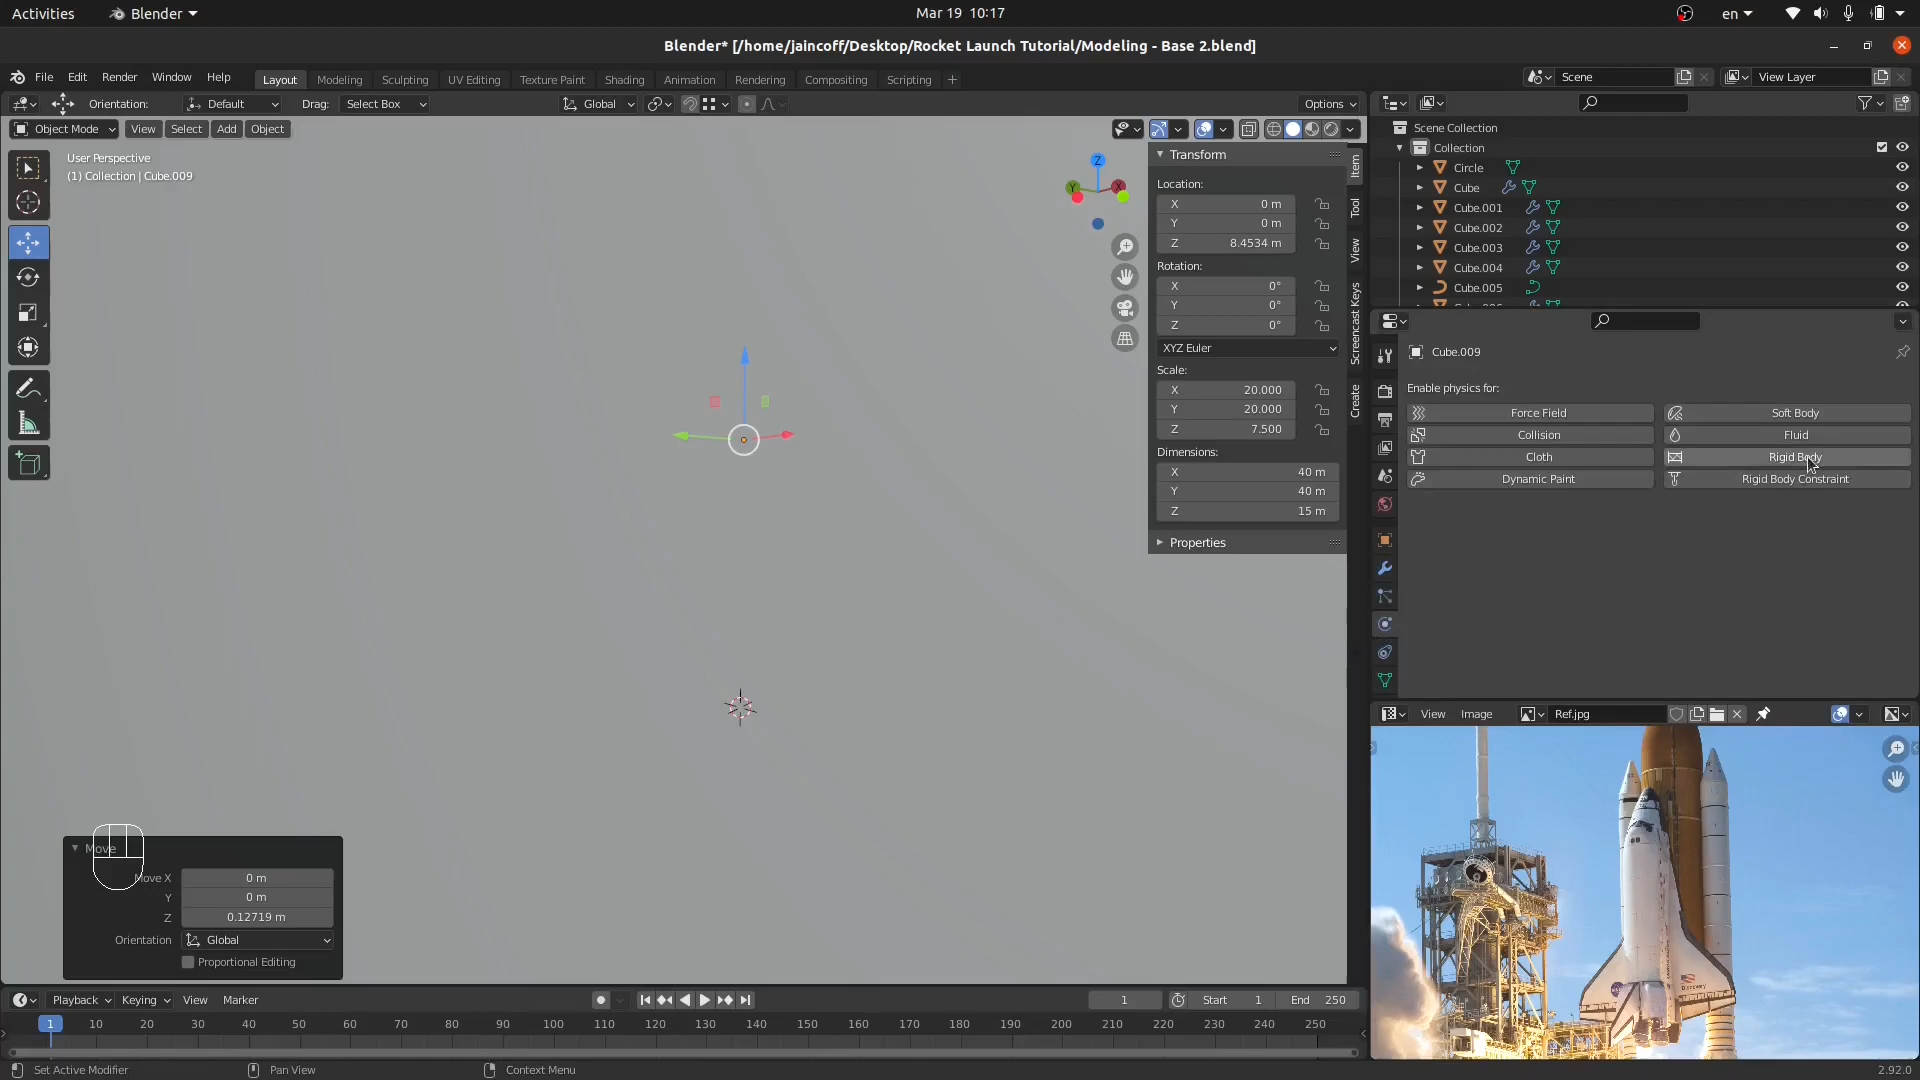 Activities
Blender
Mar 19 10:17
en
Blender* [/home/jaincoff/Desktop/Rocket Launch Tutorial/Modeling - Base 2.blend]
File Edit Render Window Help
Layout Modeling Sculpting UV Editing Texture Paint Shading Animation Rendering Compositing Scripting +
Scene
View Layer
Orientation: Default Drag: Select Box
Global
Options
Object Mode View Select Add Object
User Perspective
(1) Collection | Cube.009
Z
Y
X
Transform
Location:
X 0 m
Y 0 m
Z 8.4534 m
Rotation:
X 0°
Y 0°
Z 0°
XYZ Euler
Scale:
X 20.000
Y 20.000
Z 7.500
Dimensions:
X 40 m
Y 40 m
Z 15 m
Properties
Item
Tool
View
Screencast Keys
Create
Scene Collection
Collection
Circle
Cube
Cube.001
Cube.002
Cube.003
Cube.004
Cube.005
Cube.006
Cube.009
Enable physics for:
Force Field Soft Body
Collision Fluid
Cloth Rigid Body
Dynamic Paint Rigid Body Constraint
View Image Ref.jpg
Move
Move X 0 m
Y 0 m
Z 0.12719 m
Orientation Global
Proportional Editing
Playback Keying View Marker
1 Start 1 End 250
1 10 20 30 40 50 60 70 80 90 100 110 120 130 140 150 160 170 180 190 200 210 220 230 240 250
Set Active Modifier Pan View Context Menu 2.92.0